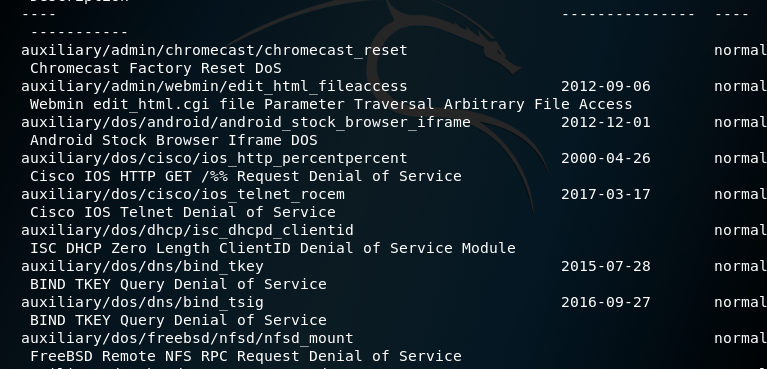 ----                                                        ---------------  ----
 -----------
auxiliary/admin/chromecast/chromecast_reset                                  normal
 Chromecast Factory Reset DoS
auxiliary/admin/webmin/edit_html_fileaccess                 2012-09-06       normal
 Webmin edit_html.cgi file Parameter Traversal Arbitrary File Access
auxiliary/dos/android/android_stock_browser_iframe          2012-12-01       normal
 Android Stock Browser Iframe DOS
auxiliary/dos/cisco/ios_http_percentpercent                 2000-04-26       normal
 Cisco IOS HTTP GET /%% Request Denial of Service
auxiliary/dos/cisco/ios_telnet_rocem                        2017-03-17       normal
 Cisco IOS Telnet Denial of Service
auxiliary/dos/dhcp/isc_dhcpd_clientid                                        normal
 ISC DHCP Zero Length ClientID Denial of Service Module
auxiliary/dos/dns/bind_tkey                                 2015-07-28       normal
 BIND TKEY Query Denial of Service
auxiliary/dos/dns/bind_tsig                                 2016-09-27       normal
 BIND TKEY Query Denial of Service
auxiliary/dos/freebsd/nfsd/nfsd_mount                                        normal
 FreeBSD Remote NFS RPC Request Denial of Service